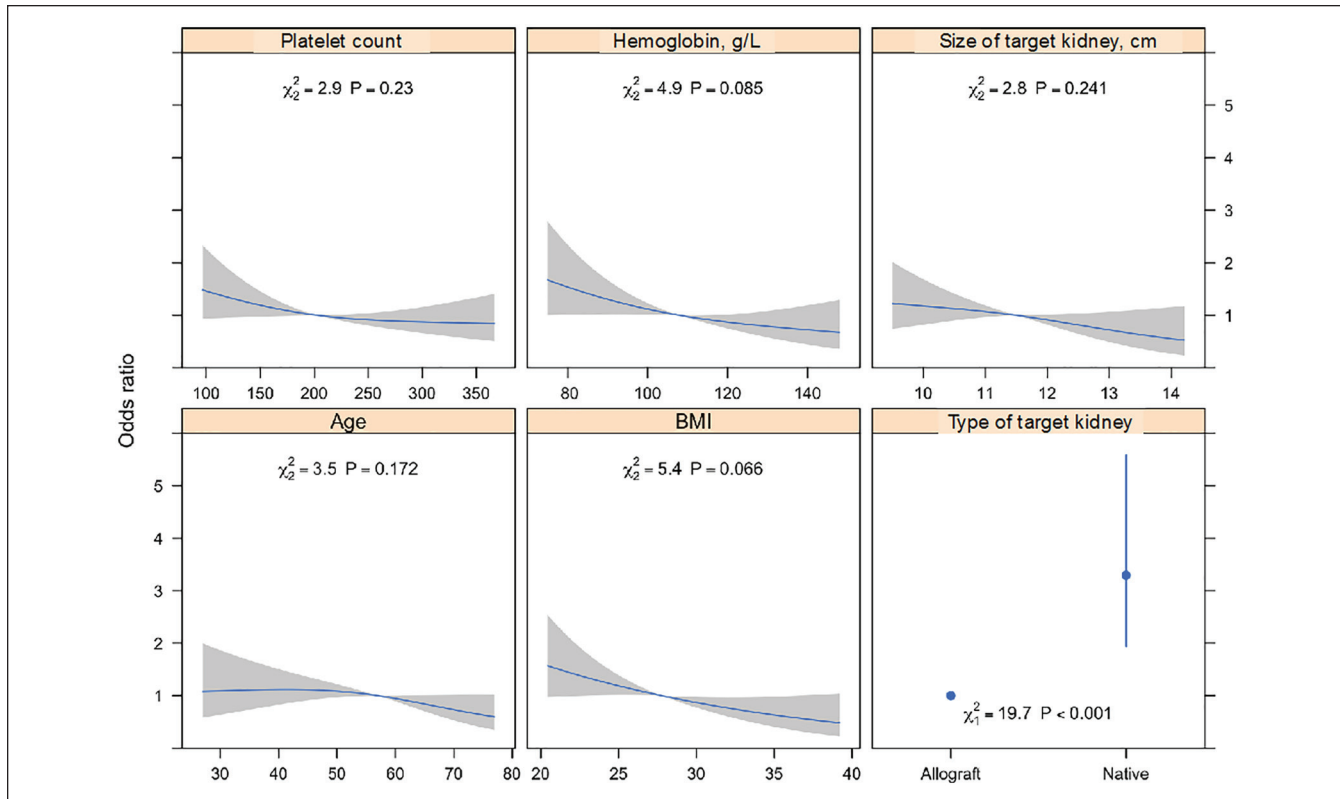 Platelet count
Hemoglobin, g/L
Size of target kidney, cm
χ²₂ = 2.9 P = 0.23
χ²₂ = 4.9 P = 0.085
χ²₂ = 2.8 P = 0.241
5
4
3
2
1
100 150 200 250 300 350
80 100 120 140
10 11 12 13 14
Odds ratio
Age
BMI
Type of target kidney
χ²₂ = 3.5 P = 0.172
χ²₂ = 5.4 P = 0.066
5
4
3
2
1
χ²₁ = 19.7 P < 0.001
30 40 50 60 70 80
20 25 30 35 40
Allograft Native